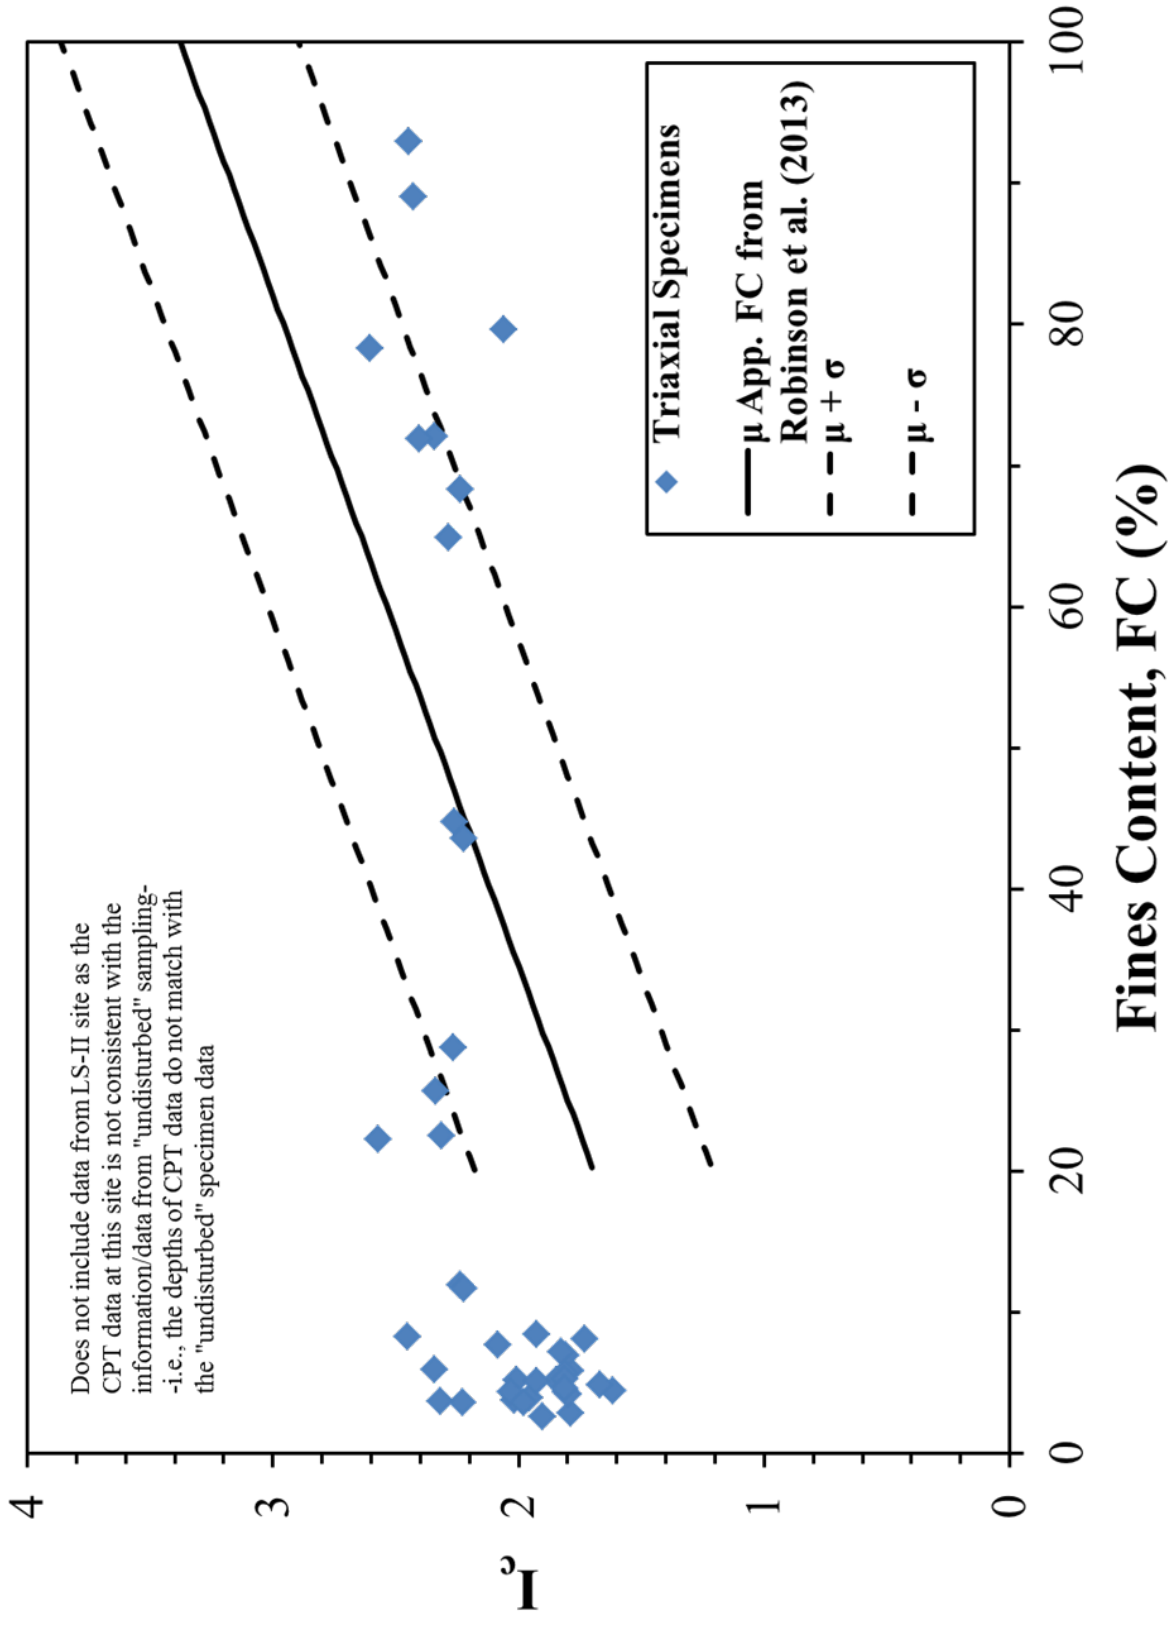 Does not include data from LS-II site as the
CPT data at this site is not consistent with the
information/data from "undisturbed" sampling-
-i.e., the depths of CPT data do not match with
the "undisturbed" specimen data
4
3
2
1
0
Ic
Triaxial Specimens
μ App. FC from
Robinson et al. (2013)
μ + σ
μ - σ
0 20 40 60 80 100
Fines Content, FC (%)